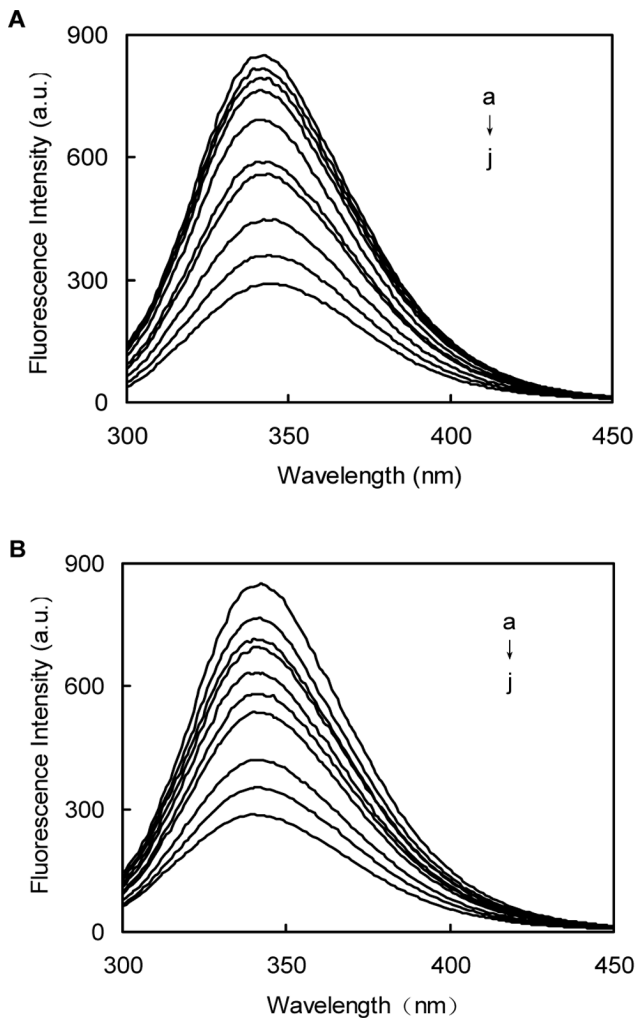 A
900
600
300
0
Fluorescence Intensity (a.u.)
a
j
300
350
400
450
Wavelength (nm)
B
900
600
300
0
Fluorescence Intensity (a.u.)
a
j
300
350
400
450
Wavelength（nm）